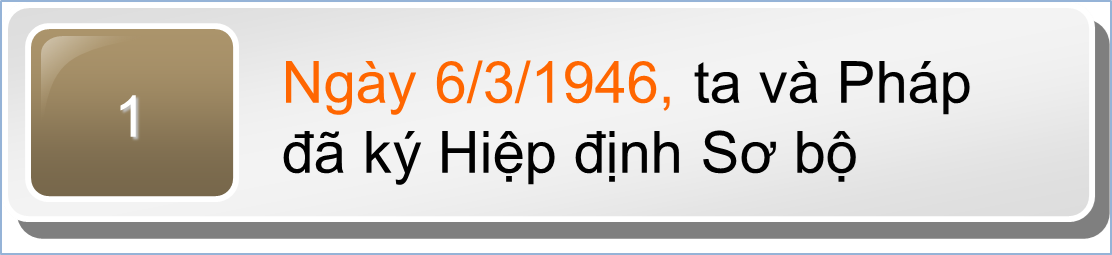 1
Ngày 6/3/1946, ta và Pháp
đã ký Hiệp định Sơ bộ